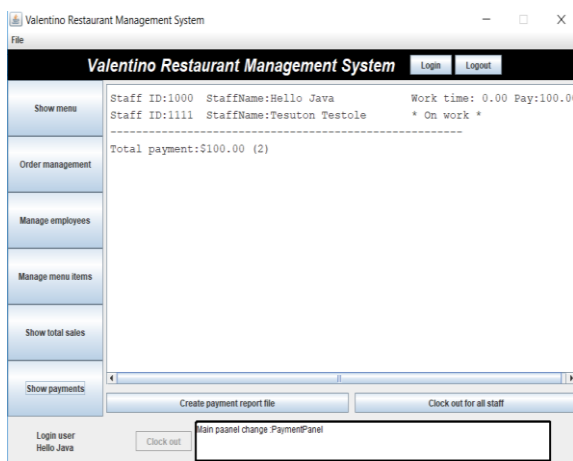 Valentino Restaurant Management System
File
Valentino Restaurant Management System
Login
Logout
Show menu
Order management
Manage employees
Manage menu items
Show total sales
Show payments
Staff ID:1000 StaffName:Hello Java Work time: 0.00 Pay:100.00
Staff ID:1111 StaffName:Tesuton Testole * On work *
-------------------------------------------------------
Total payment:$100.00 (2)
Create payment report file
Clock out for all staff
Login user
Hello Java
Clock out
Main paanel change :PaymentPanel